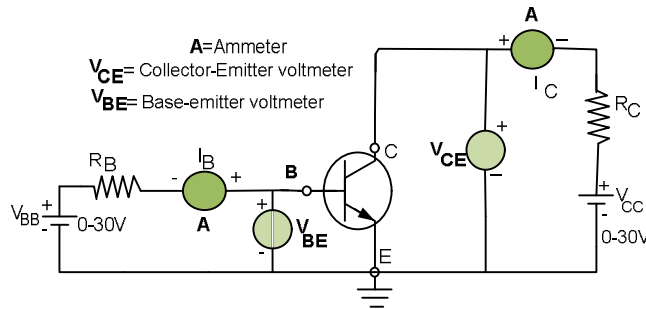 A
A=Ammeter
VCE= Collector-Emitter voltmeter
VBE= Base-emitter voltmeter
+ −
I C
RC
C
VCE
+
−
RB
IB
- +
A
B
+
VBE
-
VBB
+
-
0-30V
E
+
VCC
-
0-30V